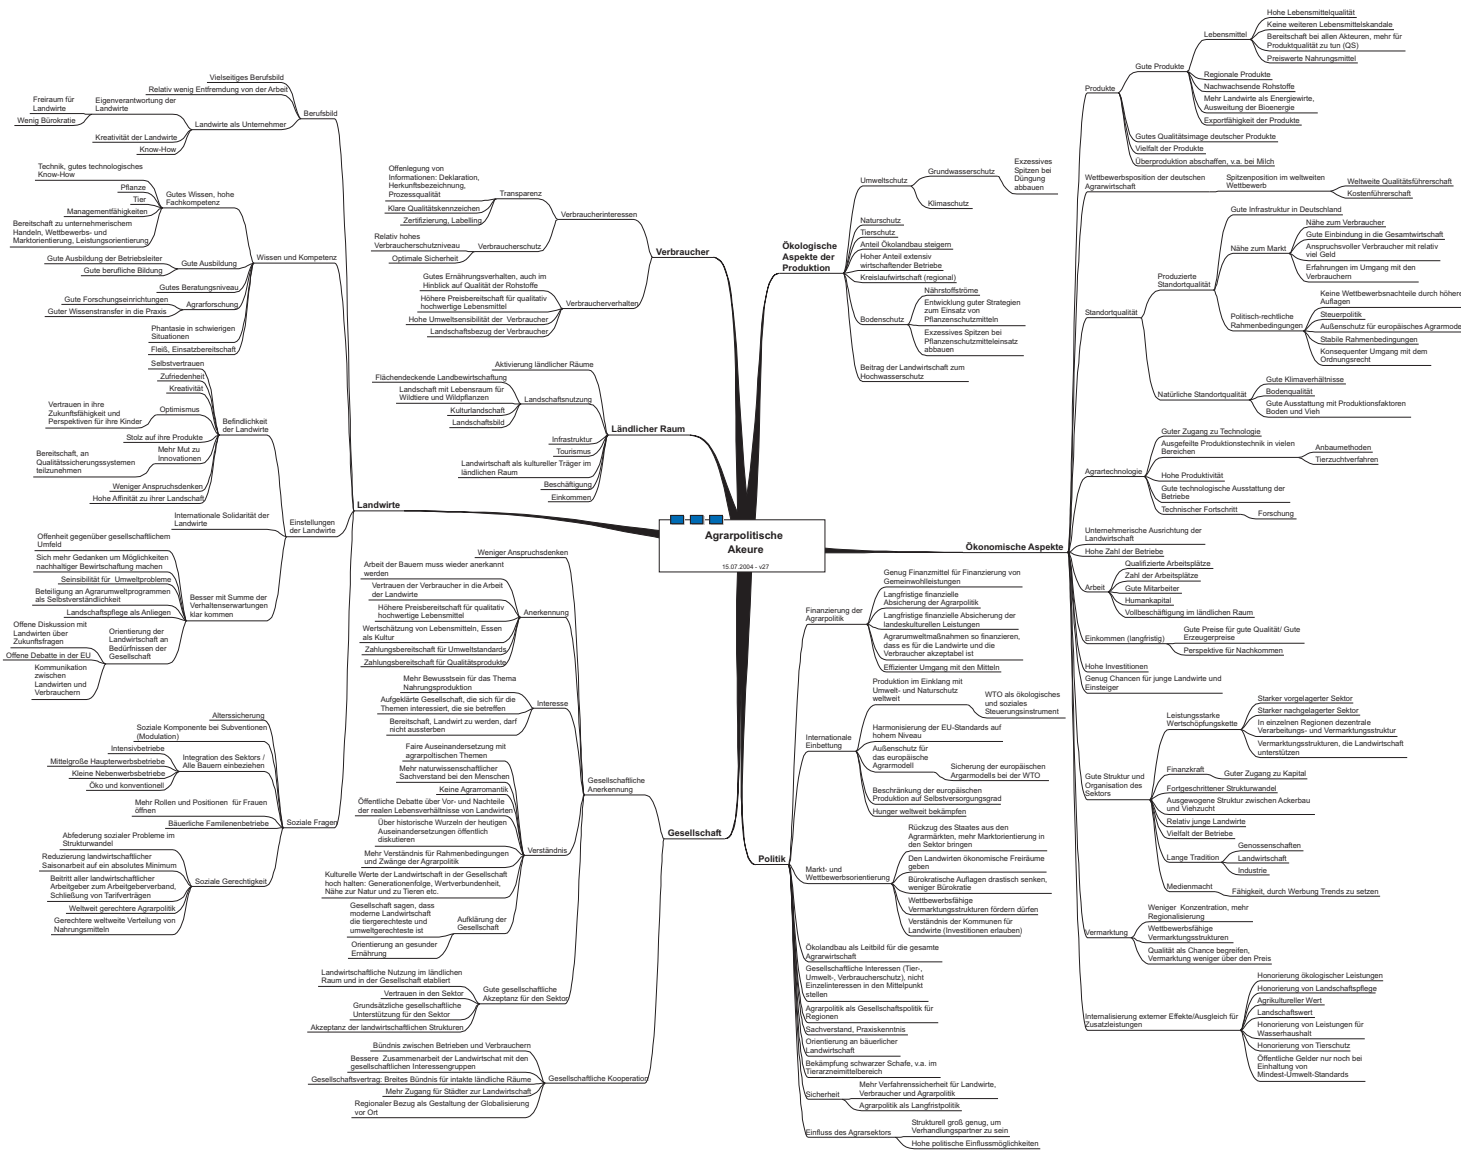 Agrarpolitische
Akeure
15.07.2004 - v27
Landwirte
Berufsbild
Vielseitiges Berufsbild
Relativ wenig Entfremdung von der Arbeit
Landwirte als Unternehmer
Eigenverantwortung der
Landwirte
Freiraum für
Landwirte
Wenig Bürokratie
Kreativität der Landwirte
Know-How
Wissen und Kompetenz
Gutes Wissen, hohe
Fachkompetenz
Technik, gutes technologisches
Know-How
Pflanze
Tier
Managementfähigkeiten
Bereitschaft zu unternehmerischem
Handeln, Wettbewerbs- und
Marktorientierung, Leistungsorientierung
Gute Ausbildung
Gute Ausbildung der Betriebsleiter
Gute berufliche Bildung
Gutes Beratungsniveau
Agrarforschung
Gute Forschungseinrichtungen
Guter Wissenstransfer in die Praxis
Phantasie in schwierigen
Situationen
Fleiß, Einsatzbereitschaft
Einstellungen
der Landwirte
Befindlichkeit
der Landwirte
Selbstvertrauen
Zufriedenheit
Kreativität
Optimismus
Vertrauen in ihre
Zukunftsfähigkeit und
Perspektiven für ihre Kinder
Stolz auf ihre Produkte
Mehr Mut zu
Innovationen
Bereitschaft, an
Qualitätssicherungssystemen
teilzunehmen
Weniger Anspruchsdenken
Hohe Affinität zu ihrer Landschaft
Internationale Solidarität der
Landwirte
Besser mit Summe der
Verhaltenserwartungen
klar kommen
Offenheit gegenüber gesellschaftlichem
Umfeld
Sich mehr Gedanken um Möglichkeiten
nachhaltiger Bewirtschaftung machen
Seinsibilität für Umweltprobleme
Beteiligung an Agrarumweltprogrammen
als Selbstverständlichkeit
Landschaftspflege als Anliegen
Orientierung der
Landwirtschaft an
Bedürfnissen der
Gesellschaft
Offene Diskussion mit
Landwirten über
Zukunftsfragen
Offene Debatte in der EU
Kommunikation
zwischen
Landwirten und
Verbrauchern
Soziale Fragen
Alterssicherung
Soziale Komponente bei Subventionen
(Modulation)
Integration des Sektors /
Alle Bauern einbeziehen
Intensivbetriebe
Mittelgroße Haupterwerbsbetriebe
Kleine Nebenwerbsbetriebe
Öko und konventionell
Mehr Rollen und Positionen für Frauen
öffnen
Bäuerliche Familenenbetriebe
Soziale Gerechtigkeit
Abfederung sozialer Probleme im
Strukturwandel
Reduzierung landwirtschaftlicher
Saisonarbeit auf ein absolutes Minimum
Beitritt aller landwirtschaftlicher
Arbeitgeber zum Arbeitgeberverband,
Schließung von Tarifverträgen
Weltweit gerechtere Agrarpolitik
Gerechtere weltweite Verteilung von
Nahrungsmitteln
Verbraucher
Verbraucherinteressen
Transparenz
Offenlegung von
Informationen: Deklaration,
Herkunftsbezeichnung,
Prozessqualität
Klare Qualitätskennzeichen
Zertifizierung, Labelling
Verbraucherschutz
Relativ hohes
Verbraucherschutzniveau
Optimale Sicherheit
Verbraucherverhalten
Gutes Ernährungsverhalten, auch im
Hinblick auf Qualität der Rohstoffe
Höhere Preisbereitschaft für qualitativ
hochwertige Lebensmittel
Hohe Umweltsensibilität der Verbraucher
Landschaftsbezug der Verbraucher
Ländlicher Raum
Aktivierung ländlicher Räume
Landschaftsnutzung
Flächendeckende Landbewirtschaftung
Landschaft mit Lebensraum für
Wildtiere und Wildpflanzen
Kulturlandschaft
Landschaftsbild
Infrastruktur
Tourismus
Landwirtschaft als kultureller Träger im
ländlichen Raum
Beschäftigung
Einkommen
Gesellschaft
Gesellschaftliche
Anerkennung
Weniger Anspruchsdenken
Anerkennung
Arbeit der Bauern muss wieder anerkannt
werden
Vertrauen der Verbraucher in die Arbeit
der Landwirte
Höhere Preisbereitschaft für qualitativ
hochwertige Lebensmittel
Wertschätzung von Lebensmitteln, Essen
als Kultur
Zahlungsbereitschaft für Umweltstandards
Zahlungsbereitschaft für Qualitätsprodukte
Interesse
Mehr Bewusstsein für das Thema
Nahrungsproduktion
Aufgeklärte Gesellschaft, die sich für die
Themen interessiert, die sie betreffen
Bereitschaft, Landwirt zu werden, darf
nicht aussterben
Verständnis
Faire Auseinandersetzung mit
agrarpoltischen Themen
Mehr naturwissenschaftlicher
Sachverstand bei den Menschen
Keine Agrarromantik
Öffentliche Debatte über Vor- und Nachteile
der realen Lebensverhältnisse von Landwirten
Über historische Wurzeln der heutigen
Auseinandersetzungen öffentlich
diskutieren
Mehr Verständnis für Rahmenbedingungen
und Zwänge der Agrarpolitik
Kulturelle Werte der Landwirtschaft in der Gesellschaft
hoch halten: Generationenfolge, Wertverbundenheit,
Nähe zur Natur und zu Tieren etc.
Aufklärung der
Gesellschaft
Gesellschaft sagen, dass
moderne Landwirtschaft
die tiergerechteste und
umweltgerechteste ist
Orientierung an gesunder
Ernährung
Gute gesellschaftliche
Akzeptanz für den Sektor
Landwirtschaftliche Nutzung im ländlichen
Raum und in der Gesellschaft etabliert
Vertrauen in den Sektor
Grundsätzliche gesellschaftliche
Unterstützung für den Sektor
Akzeptanz der landwirtschaftlichen Strukturen
Gesellschaftliche Kooperation
Bündnis zwischen Betrieben und Verbrauchern
Bessere Zusammenarbeit der Landwirtschat mit den
gesellschaftlichen Interessengruppen
Gesellschaftsvertrag: Breites Bündnis für intakte ländliche Räume
Mehr Zugang für Städter zur Landwirtschaft
Regionaler Bezug als Gestaltung der Globalisierung
vor Ort
Ökologische
Aspekte der
Produktion
Umweltschutz
Grundwasserschutz
Exzessives
Spitzen bei
Düngung
abbauen
Klimaschutz
Naturschutz
Tierschutz
Anteil Ökolandbau steigern
Hoher Anteil extensiv
wirtschaftender Betriebe
Kreislaufwirtschaft (regional)
Bodenschutz
Nährstoffströme
Entwicklung guter Strategien
zum Einsatz von
Pflanzenschutzmitteln
Exzessives Spitzen bei
Pflanzenschutzmitteleinsatz
abbauen
Beitrag der Landwirtschaft zum
Hochwasserschutz
Ökonomische Aspekte
Produkte
Gute Produkte
Lebensmittel
Hohe Lebensmittelqualität
Keine weiteren Lebensmittelskandale
Bereitschaft bei allen Akteuren, mehr für
Produktqualität zu tun (QS)
Preiswerte Nahrungsmittel
Regionale Produkte
Nachwachsende Rohstoffe
Mehr Landwirte als Energiewirte,
Ausweitung der Bioenergie
Exportfähigkeit der Produkte
Gutes Qualitätsimage deutscher Produkte
Vielfalt der Produkte
Überproduktion abschaffen, v.a. bei Milch
Wettbewerbsposition der deutschen
Agrarwirtschaft
Spitzenposition im weltweiten
Wettbewerb
Weltweite Qualitätsführerschaft
Kostenführerschaft
Standortqualität
Produzierte
Standortqualität
Gute Infrastruktur in Deutschland
Nähe zum Markt
Nähe zum Verbraucher
Gute Einbindung in die Gesamtwirtschaft
Anspruchsvoller Verbraucher mit relativ
viel Geld
Erfahrungen im Umgang mit den
Verbrauchern
Politisch-rechtliche
Rahmenbedingungen
Keine Wettbewerbsnachteile durch höhere
Auflagen
Steuerpolitik
Außenschutz für europäisches Agrarmode
Stabile Rahmenbedingungen
Konsequenter Umgang mit dem
Ordnungsrecht
Natürliche Standortqualität
Gute Klimaverhältnisse
Bodenqualität
Gute Ausstattung mit Produktionsfaktoren
Boden und Vieh
Agrartechnologie
Guter Zugang zu Technologie
Ausgefeilte Produktionstechnik in vielen
Bereichen
Anbaumethoden
Tierzuchtverfahren
Hohe Produktivität
Gute technologische Ausstattung der
Betriebe
Technischer Fortschritt
Forschung
Unternehmerische Ausrichtung der
Landwirtschaft
Hohe Zahl der Betriebe
Arbeit
Qualifizierte Arbeitsplätze
Zahl der Arbeitsplätze
Gute Mitarbeiter
Humankapital
Vollbeschäftigung im ländlichen Raum
Einkommen (langfristig)
Gute Preise für gute Qualität/ Gute
Erzeugerpreise
Perspektive für Nachkommen
Hohe Investitionen
Genug Chancen für junge Landwirte und
Einsteiger
Gute Struktur und
Organisation des
Sektors
Leistungsstarke
Wertschöpfungskette
Starker vorgelagerter Sektor
Starker nachgelagerter Sektor
In einzelnen Regionen dezentrale
Verarbeitungs- und Vermarktungsstruktur
Vermarktungsstrukturen, die Landwirtschaft
unterstützen
Finanzkraft
Guter Zugang zu Kapital
Fortgeschrittener Strukturwandel
Ausgewogene Struktur zwischen Ackerbau
und Viehzucht
Relativ junge Landwirte
Vielfalt der Betriebe
Lange Tradition
Genossenschaften
Landwirtschaft
Industrie
Medienmacht
Fähigkeit, durch Werbung Trends zu setzen
Vermarktung
Weniger Konzentration, mehr
Regionalisierung
Wettbewerbsfähige
Vermarktungsstrukturen
Qualität als Chance begreifen,
Vermarktung weniger über den Preis
Internalisierung externer Effekte/Ausgleich für
Zusatzleistungen
Honorierung ökologischer Leistungen
Honorierung von Landschaftspflege
Agrikultureller Wert
Landschaftswert
Honorierung von Leistungen für
Wasserhaushalt
Honorierung von Tierschutz
Öffentliche Gelder nur noch bei
Einhaltung von
Mindest-Umwelt-Standards
Politik
Finanzierung der
Agrarpolitik
Genug Finanzmittel für Finanzierung von
Gemeinwohlleistungen
Langfristige finanzielle
Absicherung der Agrarpolitik
Langfristige finanzielle Absicherung der
landeskulturellen Leistungen
Agrarumweltmaßnahmen so finanzieren,
dass es für die Landwirte und die
Verbraucher akzeptabel ist
Effizienter Umgang mit den Mitteln
Internationale
Einbettung
Produktion im Einklang mit
Umwelt- und Naturschutz
weltweit
WTO als ökologisches
und soziales
Steuerungsinstrument
Harmonisierung der EU-Standards auf
hohem Niveau
Außenschutz für
das europäische
Agrarmodell
Sicherung der europäischen
Argarmodells bei der WTO
Beschränkung der europäischen
Produktion auf Selbstversorgungsgrad
Hunger weltweit bekämpfen
Markt- und
Wettbewerbsorientierung
Rückzug des Staates aus den
Agrarmärkten, mehr Marktorientierung in
den Sektor bringen
Den Landwirten ökonomische Freiräume
geben
Bürokratische Auflagen drastisch senken,
weniger Bürokratie
Wettbewerbsfähige
Vermarktungsstrukturen fördern dürfen
Verständnis der Kommunen für
Landwirte (Investitionen erlauben)
Ökolandbau als Leitbild für die gesamte
Agrarwirtschaft
Gesellschaftliche Interessen (Tier-,
Umwelt-, Verbraucherschutz), nicht
Einzelinteressen in den Mittelpunkt
stellen
Agrarpolitik als Gesellschaftspolitik für
Regionen
Sachverstand, Praxiskenntnis
Orientierung an bäuerlicher
Landwirtschaft
Bekämpfung schwarzer Schafe, v.a. im
Tierarzneimittelbereich
Sicherheit
Mehr Verfahrenssicherheit für Landwirte,
Verbraucher und Agrarpolitik
Agrarpolitik als Langfristpolitik
Einfluss des Agrarsektors
Strukturell groß genug, um
Verhandlungspartner zu sein
Hohe politische Einflussmöglichkeiten